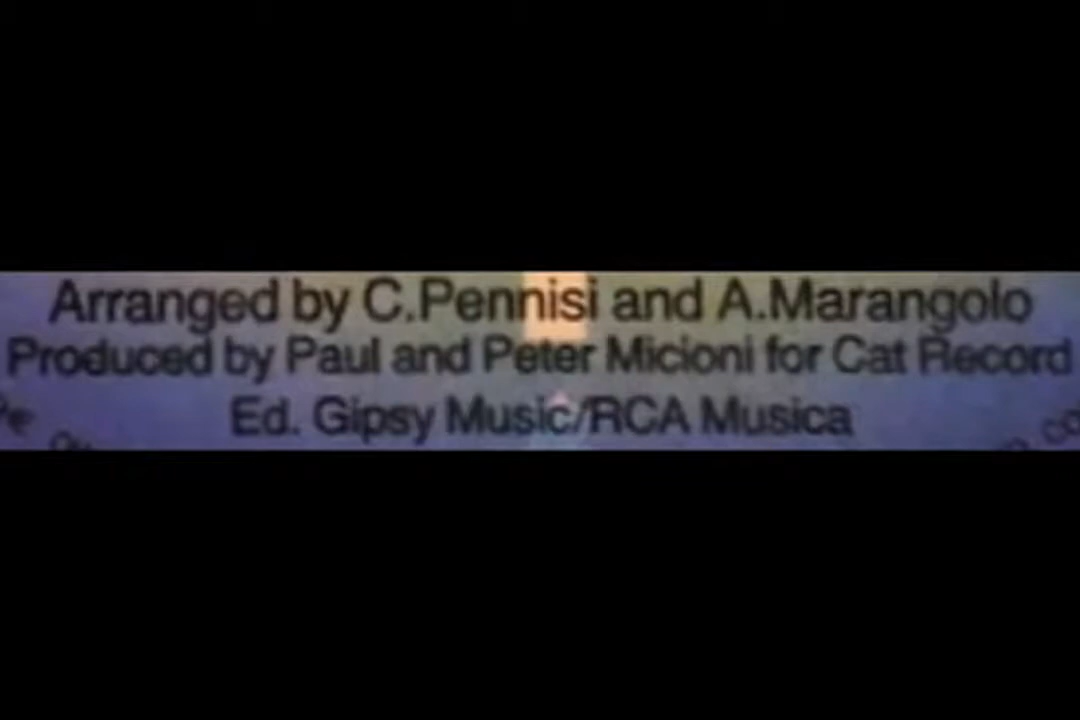 Arranged by C.Pennisi and A.Marangolo
Produced by Paul and Peter Micioni for Cat Record
Ed. Gipsy Music/RCA Musica